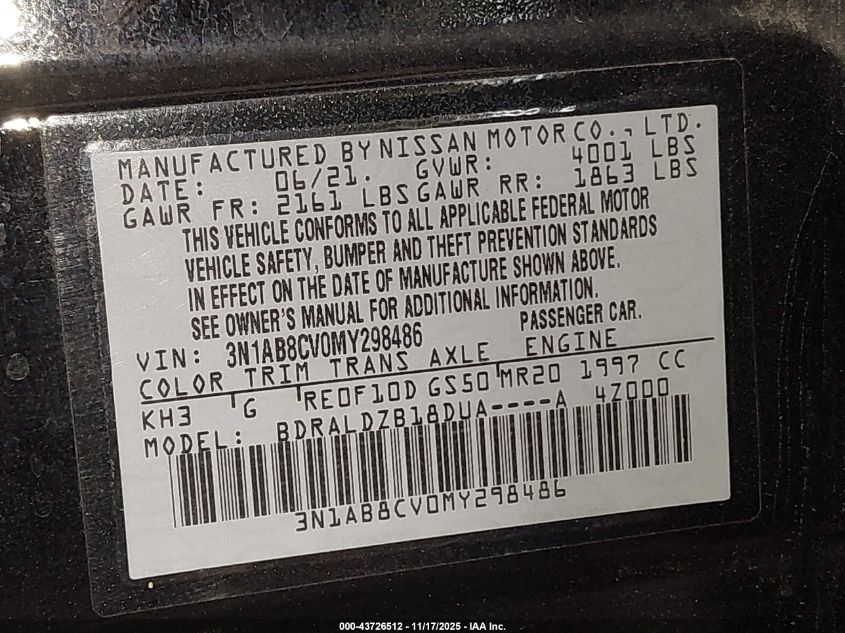 MANUFACTURED BY NISSAN MOTOR CO., LTD.
DATE: 06/21. GVWR: 4001 LBS
GAWR FR: 2161 LBS GAWR RR: 1863 LBS
THIS VEHICLE CONFORMS TO ALL APPLICABLE FEDERAL MOTOR
VEHICLE SAFETY, BUMPER AND THEFT PREVENTION STANDARDS
IN EFFECT ON THE DATE OF MANUFACTURE SHOWN ABOVE.
SEE OWNER'S MANUAL FOR ADDITIONAL INFORMATION.
VIN: 3N1AB8CV0MY298486 PASSENGER CAR.
COLOR TRIM TRANS AXLE ENGINE
KH3 G RE0F10D GS50 MR20 1997 CC
MODEL: BDRALDZB18DUA----A 4Z000
3N1AB8CV0MY298486
000-43726512 - 11/17/2025 - IAA Inc.